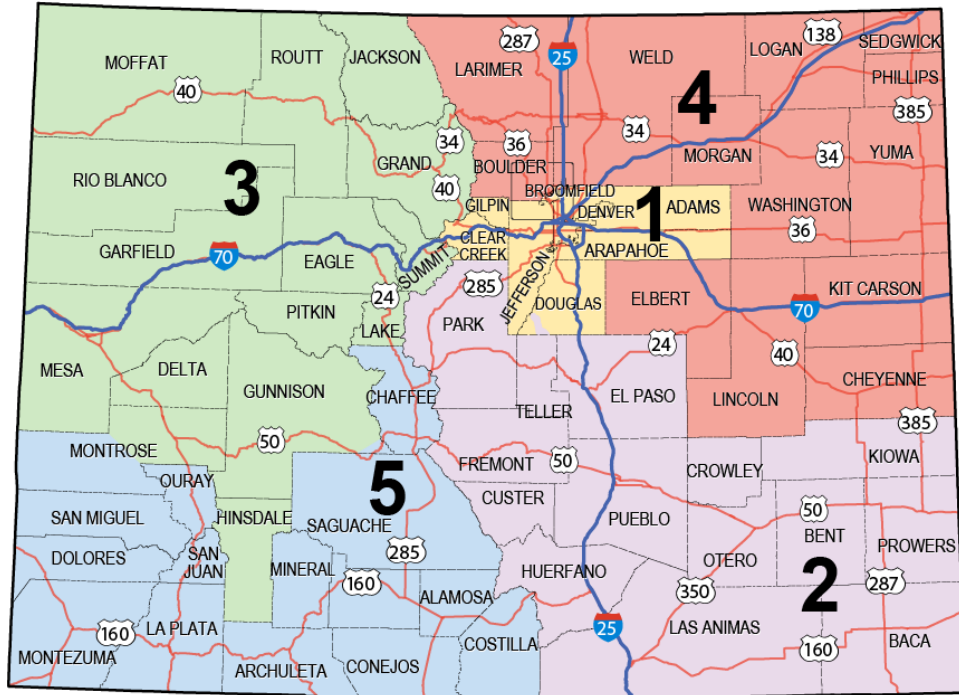 MOFFAT
ROUTT
JACKSON
LARIMER
287
25
WELD
LOGAN
138
SEDGWICK
PHILLIPS
40
4
385
34
36
34
34
YUMA
GRAND
BOULDER
MORGAN
RIO BLANCO
3
40
BROOMFIELD
GILPIN
DENVER
1
ADAMS
WASHINGTON
36
GARFIELD
70
EAGLE
SUMMIT
CLEAR
CREEK
JEFFERSON
ARAPAHOE
285
24
PITKIN
LAKE
PARK
DOUGLAS
ELBERT
KIT CARSON
70
MESA
DELTA
GUNNISON
CHAFFEE
24
40
TELLER
EL PASO
LINCOLN
CHEYENNE
385
MONTROSE
50
FREMONT
50
CROWLEY
KIOWA
OURAY
5
CUSTER
SAN MIGUEL
HINSDALE
SAGUACHE
PUEBLO
50
BENT
DOLORES
SAN
JUAN
MINERAL
285
160
HUERFANO
OTERO
PROWERS
350
2
287
ALAMOSA
160
LA PLATA
COSTILLA
25
LAS ANIMAS
160
BACA
MONTEZUMA
ARCHULETA
CONEJOS